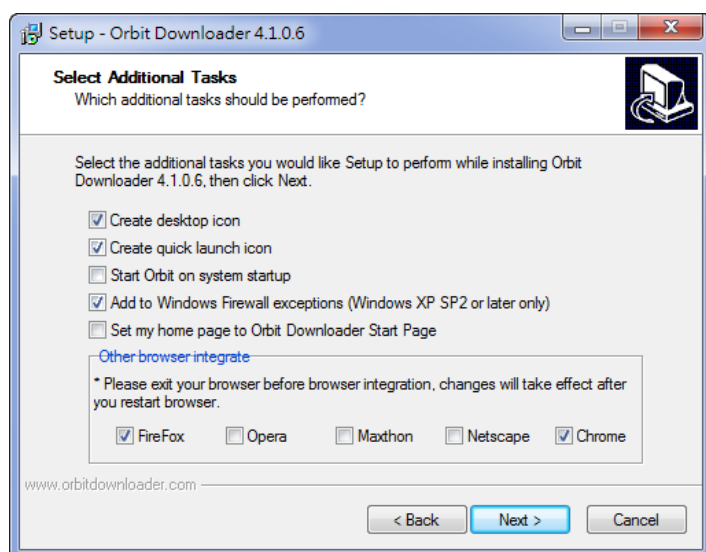 Setup - Orbit Downloader 4.1.0.6
Select Additional Tasks
Which additional tasks should be performed?
Select the additional tasks you would like Setup to perform while installing Orbit
Downloader 4.1.0.6, then click Next.
Create desktop icon
Create quick launch icon
Start Orbit on system startup
Add to Windows Firewall exceptions (Windows XP SP2 or later only)
Set my home page to Orbit Downloader Start Page
Other browser integrate
* Please exit your browser before browser integration, changes will take effect after
you restart browser.
FireFox Opera Maxthon Netscape Chrome
www.orbitdownloader.com
< Back Next > Cancel